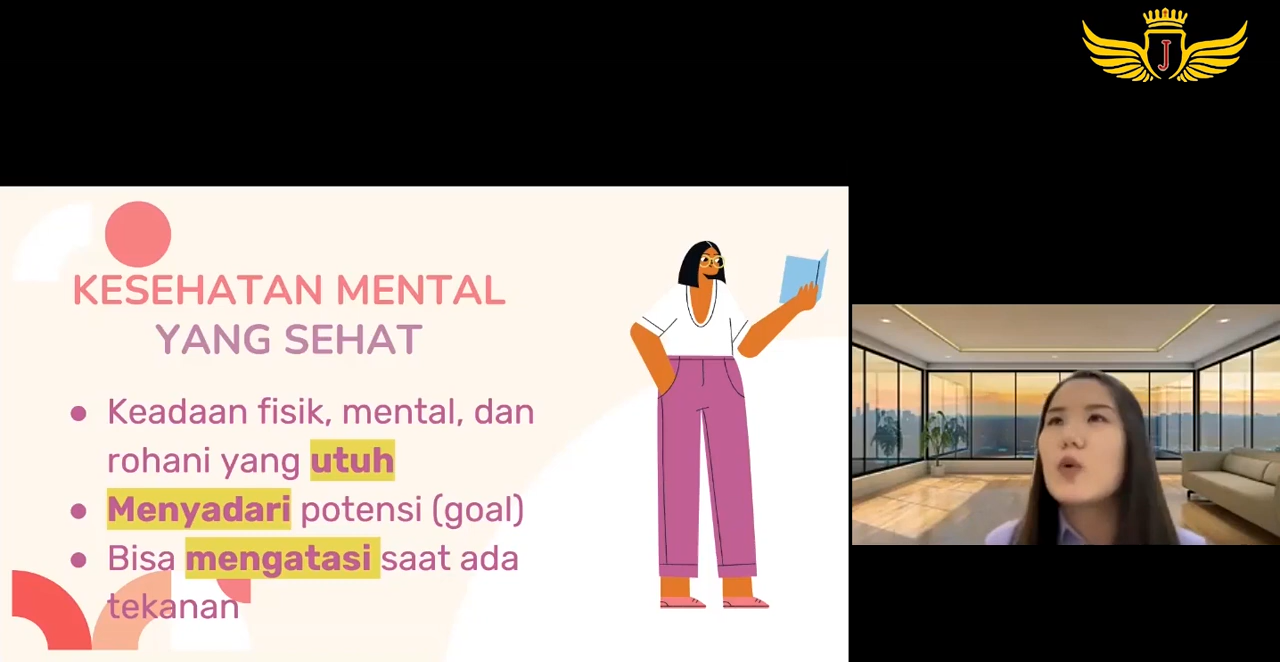 J
KESEHATAN MENTAL
YANG SEHAT
● Keadaan fisik, mental, dan
rohani yang utuh
● Menyadari potensi (goal)
● Bisa mengatasi saat ada
tekanan